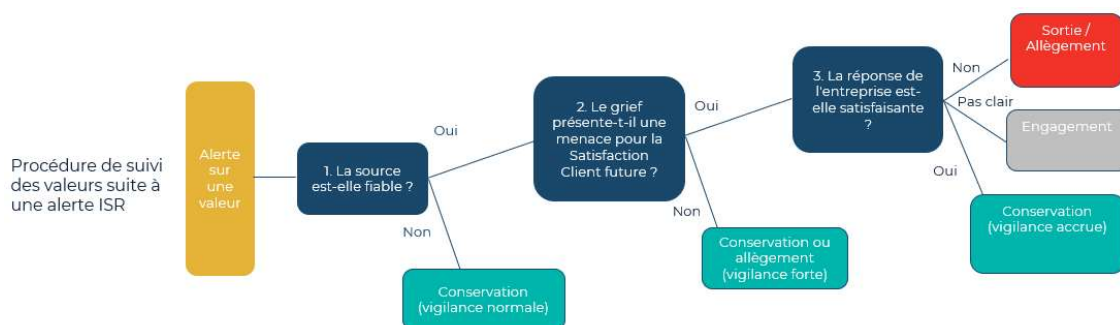 Procédure de suivi
des valeurs suite à
une alerte ISR
Alerte
sur
une
valeur
1. La source
est-elle fiable ?
Oui
Non
Conservation
(vigilance normale)
2. Le grief
présente-t-il une
menace pour la
Satisfaction
Client future ?
Oui
Non
Conservation ou
allègement
(vigilance forte)
3. La réponse de
l'entreprise est-
elle satisfaisante
?
Non
Pas clair
Oui
Sortie /
Allègement
Engagement
Conservation
(vigilance accrue)